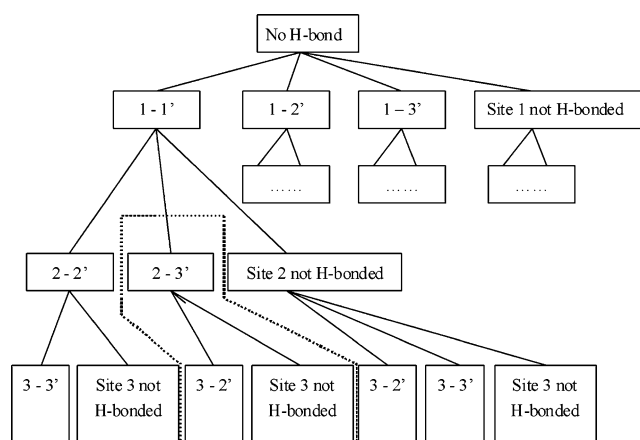 No H-bond
1 - 1’
1 - 2’
1 – 3’
Site 1 not H-bonded
……
……
……
2 - 2’
2 - 3’
Site 2 not H-bonded
3 - 3’
Site 3 not
H-bonded
3 - 2’
Site 3 not
H-bonded
3 - 2’
3 - 3’
Site 3 not
H-bonded